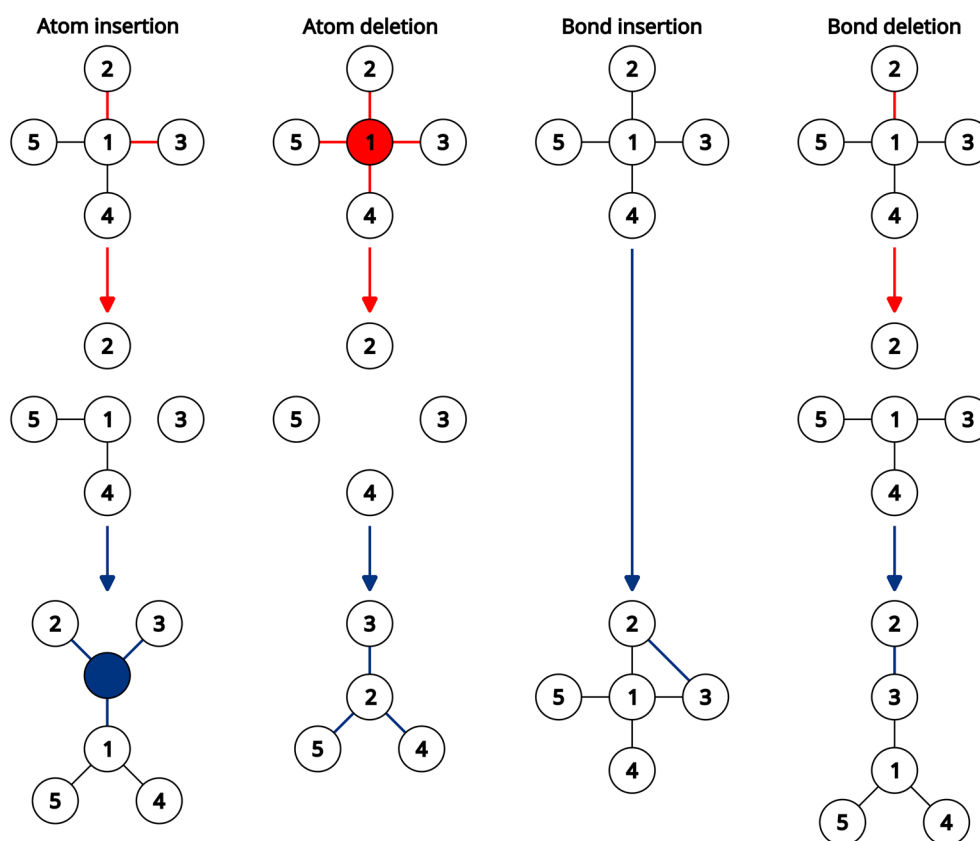 Atom insertion Atom deletion Bond insertion Bond deletion
2 2 2 2
5 1 3 5 1 3 5 1 3 5 1 3
4 4 4 4
2 2 2
5 1 3 5 3 5 1 3
4 4 4
2 3 3 2 2
2 5 1 3 3
1 5 4 4 1
5 4 5 4